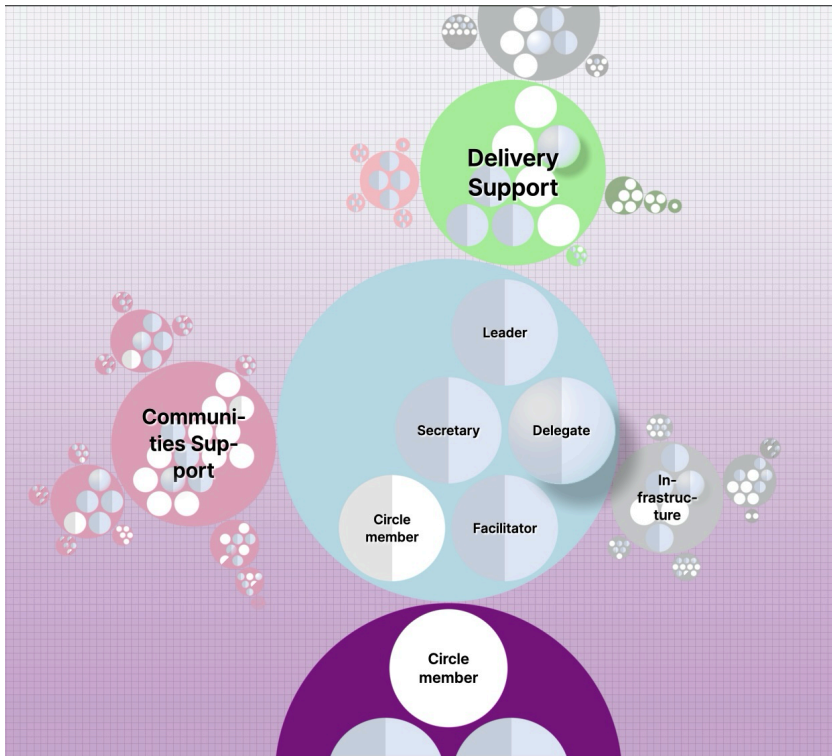 Delivery
Support
Leader
Communi-
ties Sup-
port
Secretary
Delegate
In-
frastruc-
ture
Circle
member
Facilitator
Circle
member